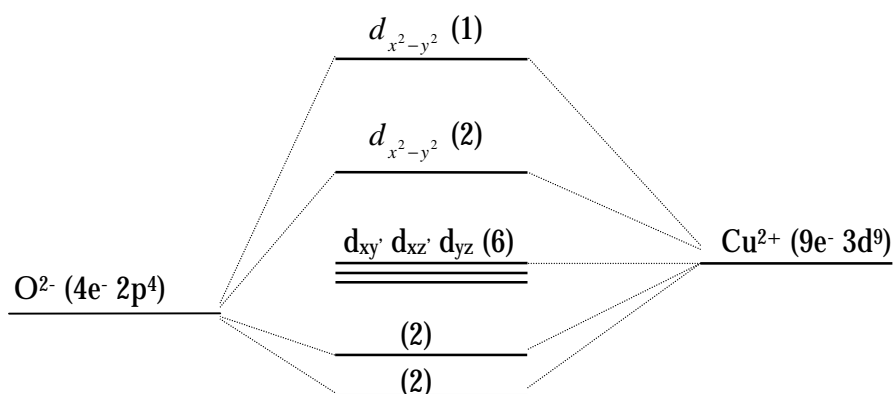 d x²−y² (1)
d x²−y² (2)
dxy, dxz, dyz (6)
Cu²⁺ (9e⁻ 3d⁹)
O²⁻ (4e⁻ 2p⁴)
(2)
(2)